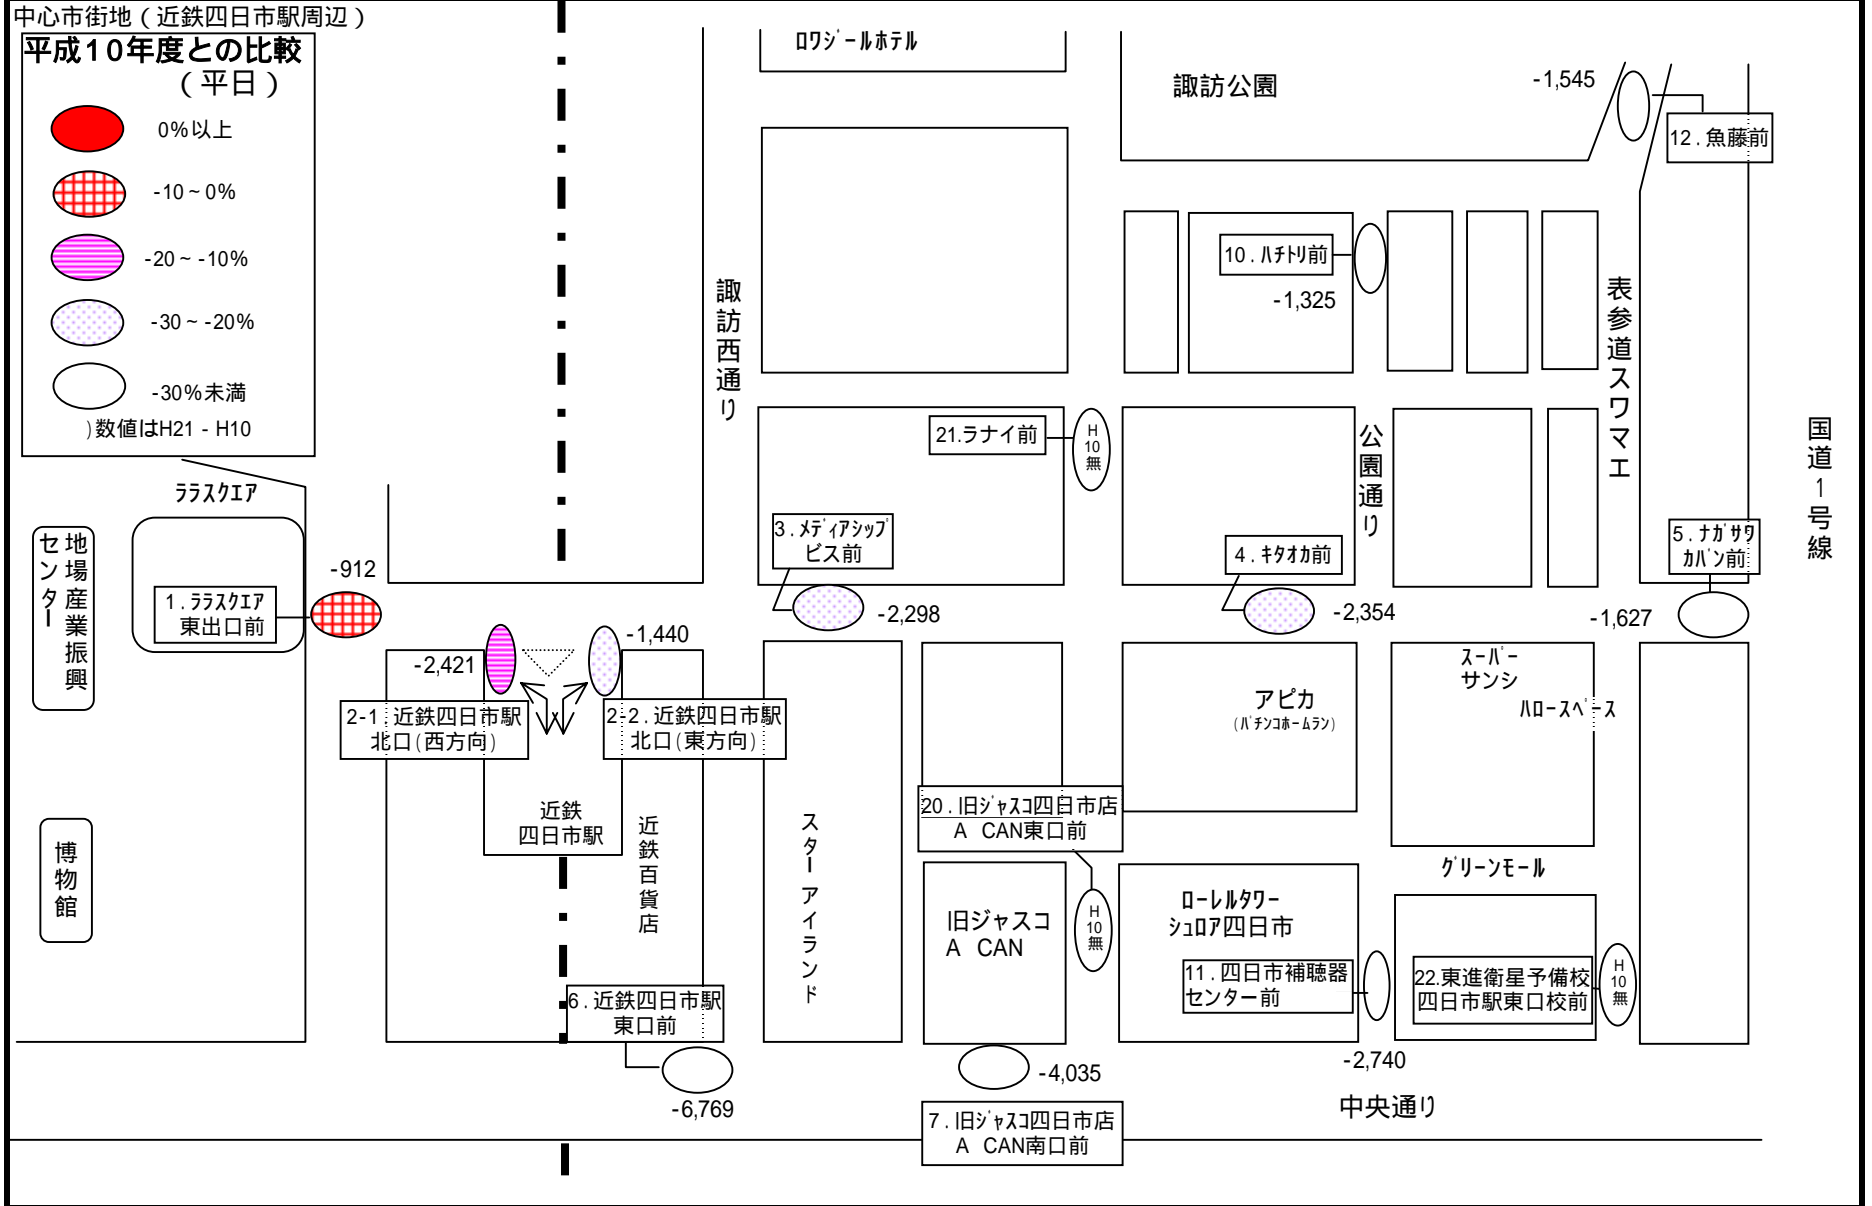 中心市街地（近鉄四日市駅周辺）
平成10年度との比較
（平日）
0%以上
-10～0%
-20～-10%
-30～-20%
-30%未満
)数値はH21-H10
ﾛﾜｼﾞｰﾙﾎﾃﾙ
諏訪公園
-1,545
12.魚藤前
10.ﾊﾁﾄﾘ前
-1,325
諏訪西通り
表参道スワマエ
国道1号線
21.ラナイ前
H
10
無
公園通り
ﾗﾗｽｸｴｱ
地場産業振興
センター
1.ﾗﾗｽｸｴｱ
東出口前
-912
3.ﾒﾃﾞｨｱｼｯﾌﾟ
ビス前
-2,298
4.ｷﾀｵｶ前
-2,354
5.ﾅｶﾞｻﾜ
ｶﾊﾞﾝ前
-1,627
-2,421
-1,440
2-1.近鉄四日市駅
北口(西方向)
2-2.近鉄四日市駅
北口(東方向)
アピカ
(ﾊﾟﾁﾝｺﾎｰﾑﾗﾝ)
ｽｰﾊﾟｰ
サンシ
ﾊﾛｰｽﾍﾟｰｽ
近鉄
四日市駅
近鉄百貨店
スターアイランド
20.旧ｼﾞｬｽｺ四日市店
A CAN東口前
博物館
旧ジャスコ
A CAN
H
10
無
ﾛｰﾚﾙﾀﾜｰ
ｼｭﾛｱ四日市
ｸﾞﾘｰﾝﾓｰﾙ
11.四日市補聴器
センター前
22.東進衛星予備校
四日市駅東口校前
H
10
無
6.近鉄四日市駅
東口前
-6,769
-4,035
-2,740
7.旧ｼﾞｬｽｺ四日市店
A CAN南口前
中央通り